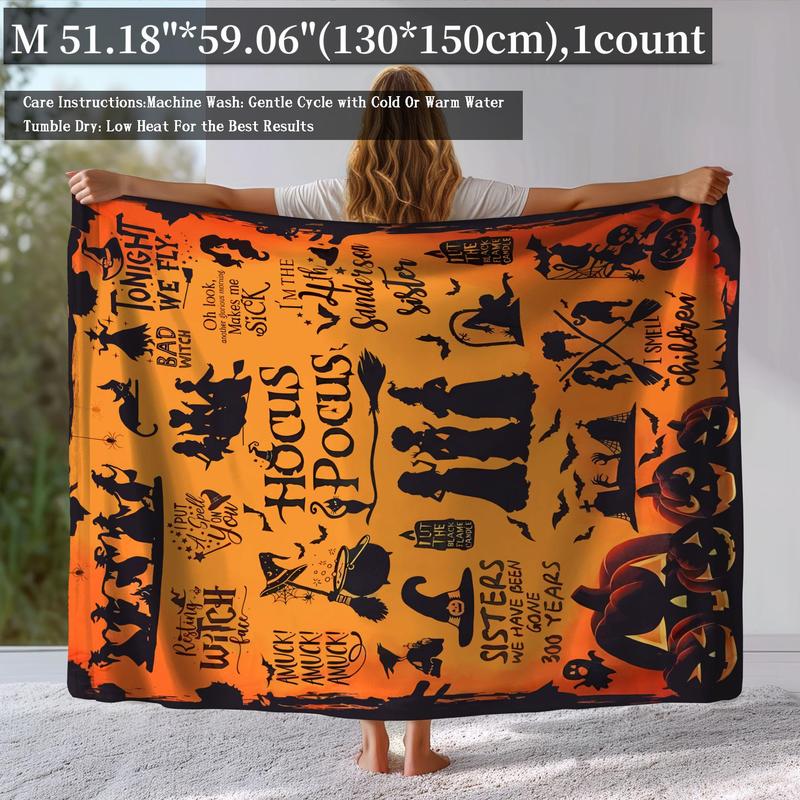 M 51.18"*59.06"(130*150cm),1count
Care Instructions:Machine Wash: Gentle Cycle with Cold Or Warm Water
Tumble Dry: Low Heat For the Best Results
TONIGHT
WE FLY
Oh look,
another glorious morning
Makes me
SICK
I'M THE
4th
Sanderson
sister
I LIT
THE
BLACK
FLAME
CANDLE
BAD
WITCH
I SMELL
children
HOCUS
POCUS
I PUT
A Spell
ON
You
I LIT
THE
BLACK
FLAME
CANDLE
Resting
WITCH
face
AMUCK!
AMUCK!
AMUCK!
SISTERS
WE HAVE BEEN
GONE
300 YEARS